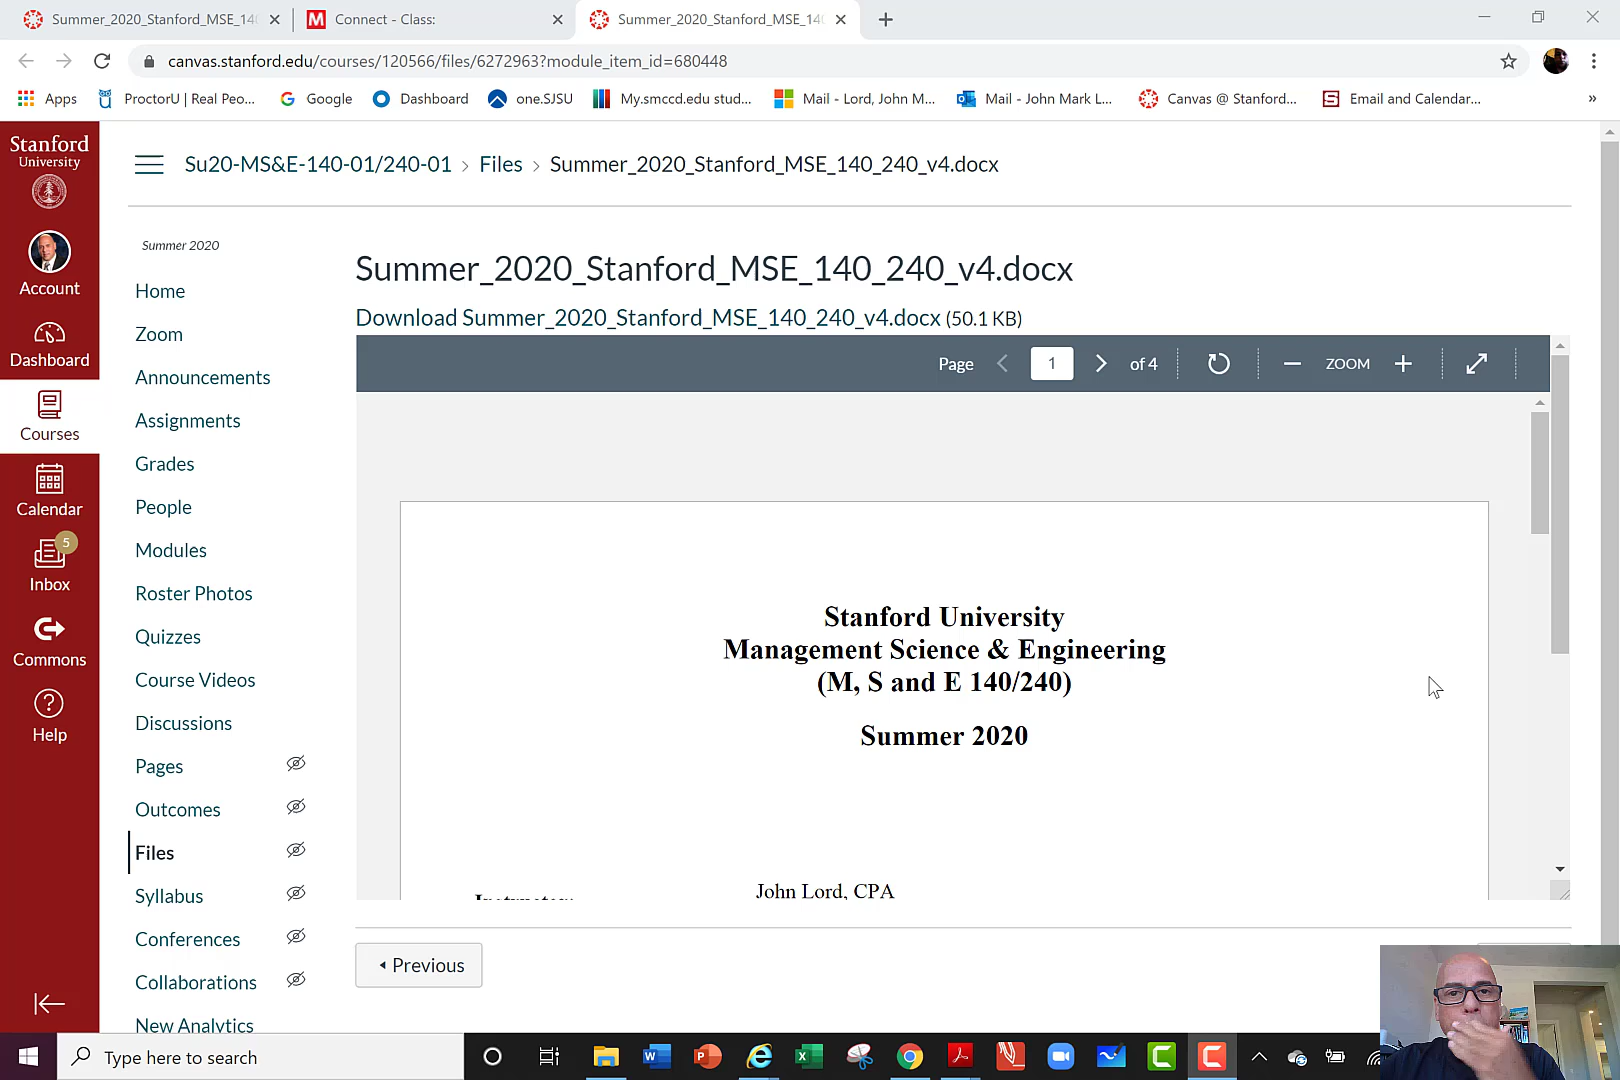 Summer_2020_Stanford_MSE_14
Connect - Class:
Summer_2020_Stanford_MSE_14
canvas.stanford.edu/courses/120566/files/6272963?module_item_id=680448
Apps
ProctorU | Real Peo...
Google
Dashboard
one.SJSU
My.smccd.edu stud...
Mail - Lord, John M...
Mail - John Mark L...
Canvas @ Stanford...
Email and Calendar...
»
Stanford
University
Account
Dashboard
Courses
Calendar
5
Inbox
Commons
Help
Su20-MS&E-140-01/240-01 › Files › Summer_2020_Stanford_MSE_140_240_v4.docx
Summer 2020
Home
Zoom
Announcements
Assignments
Grades
People
Modules
Roster Photos
Quizzes
Course Videos
Discussions
Pages
Outcomes
Files
Syllabus
Conferences
Collaborations
New Analytics
Summer_2020_Stanford_MSE_140_240_v4.docx
Download Summer_2020_Stanford_MSE_140_240_v4.docx (50.1 KB)
Page 1 of 4 ZOOM
Stanford University
Management Science & Engineering
(M, S and E 140/240)
Summer 2020
John Lord, CPA
Previous
Type here to search